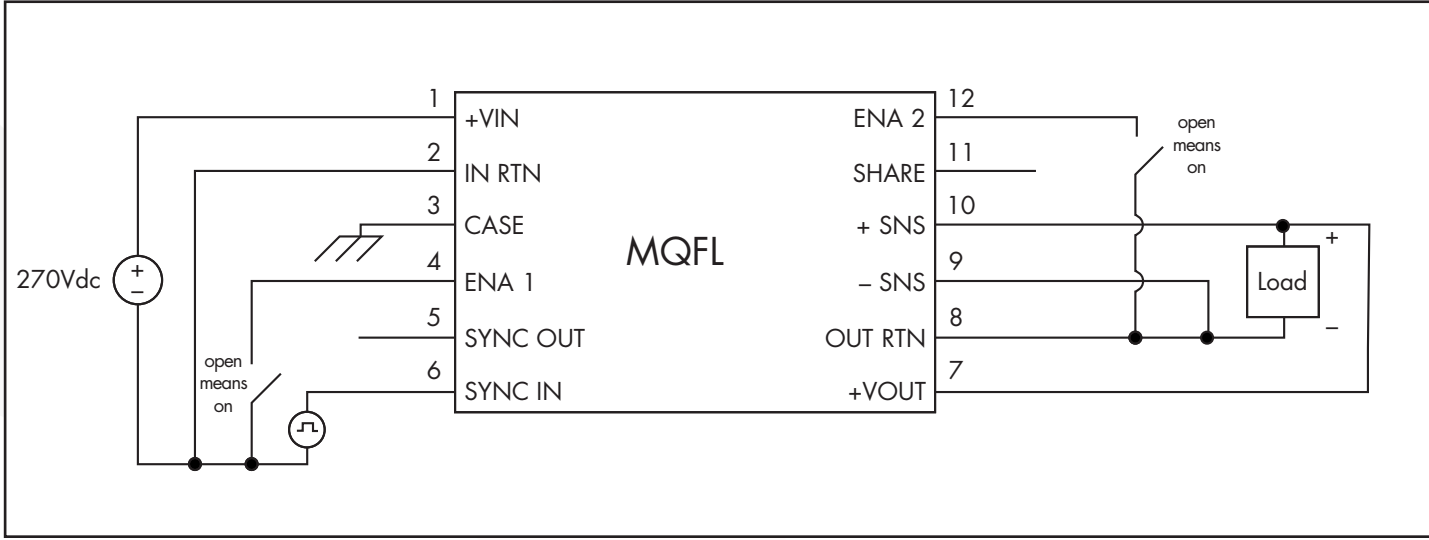 1
+VIN
2
IN RTN
3
CASE
4
ENA 1
5
SYNC OUT
6
SYNC IN
MQFL
12
ENA 2
11
SHARE
10
+ SNS
9
– SNS
8
OUT RTN
7
+VOUT
270Vdc
+
–
open
means
on
open
means
on
+
Load
–